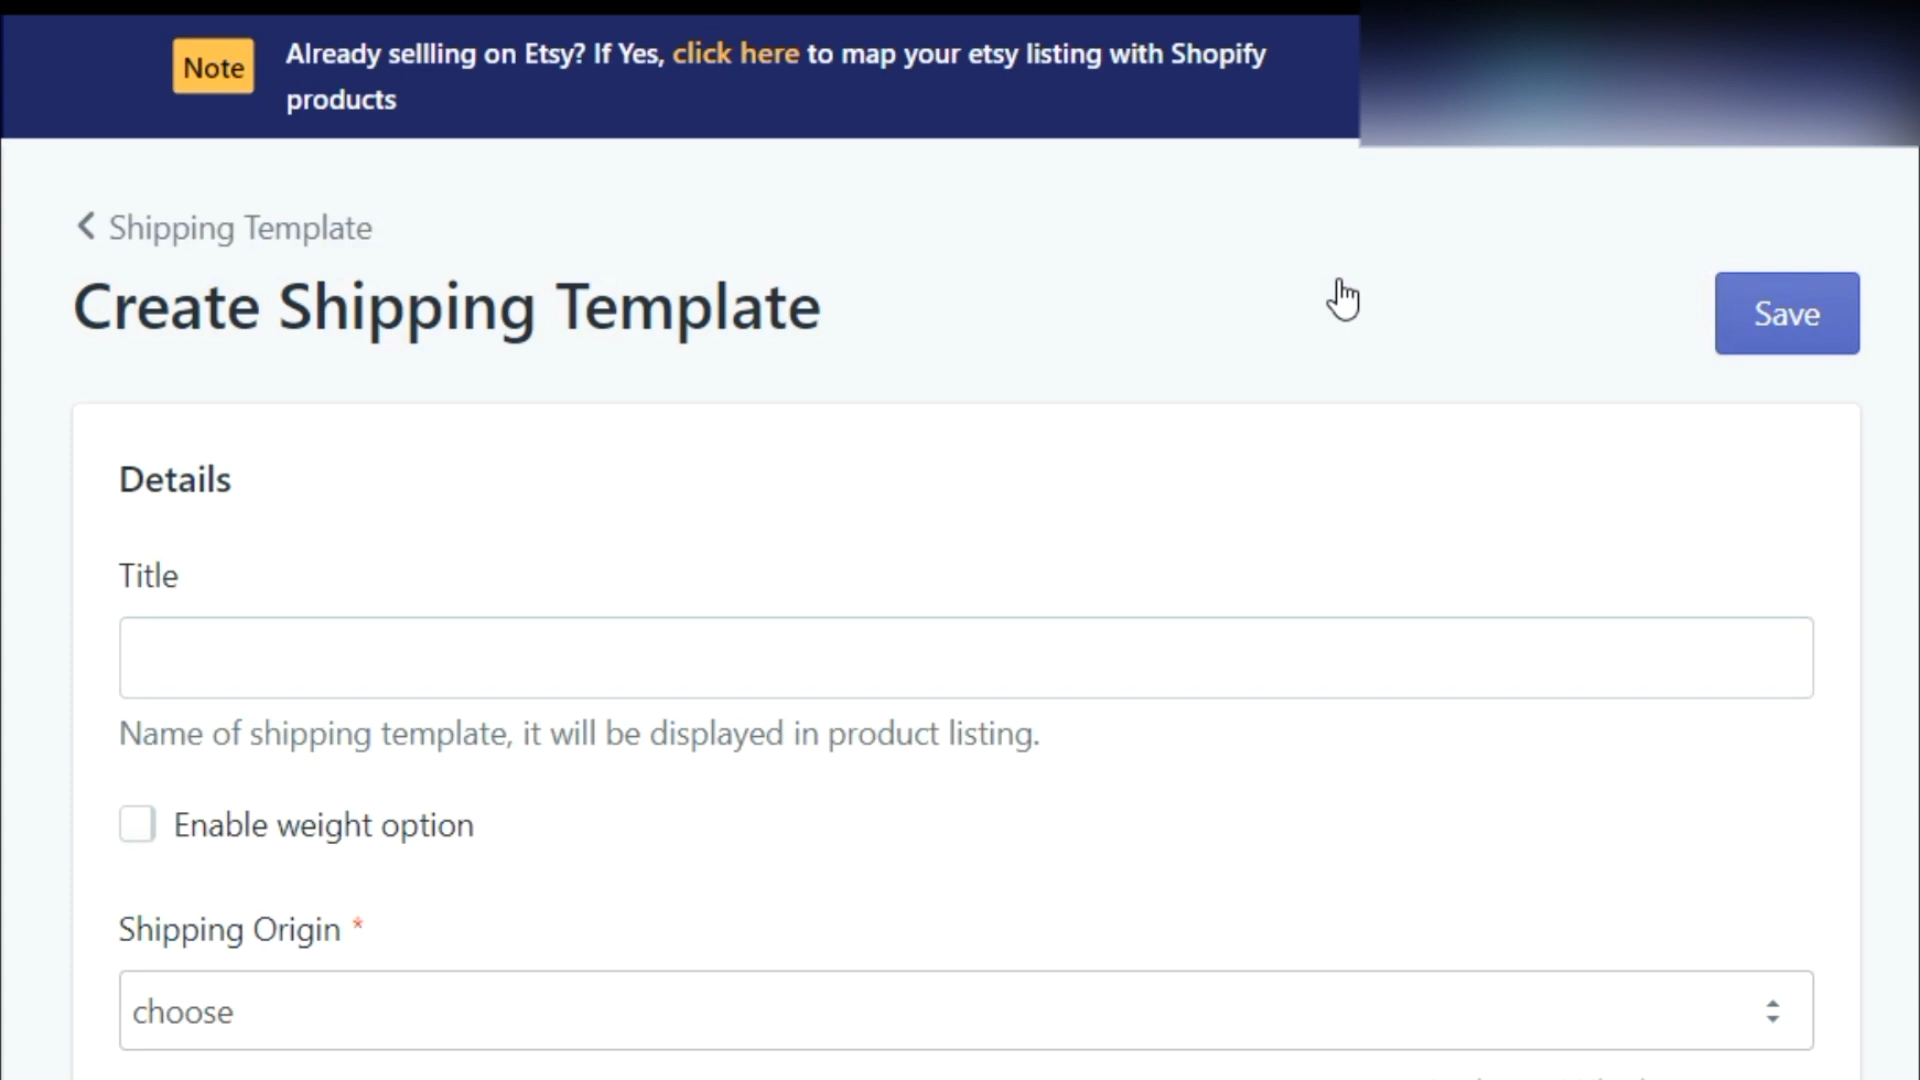 Note
Already sellling on Etsy? If Yes, click here to map your etsy listing with Shopify
products
Shipping Template
Create Shipping Template
Save
Details
Title
Name of shipping template, it will be displayed in product listing.
Enable weight option
Shipping Origin *
choose